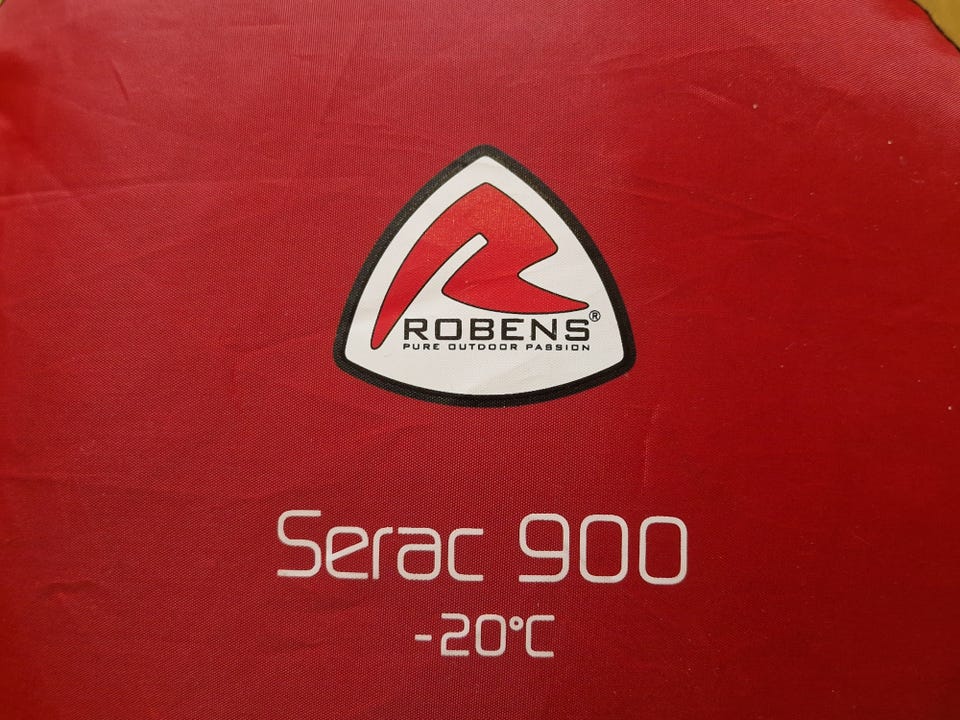 ROBENS®
PURE OUTDOOR PASSION
Serac 900
-20°C